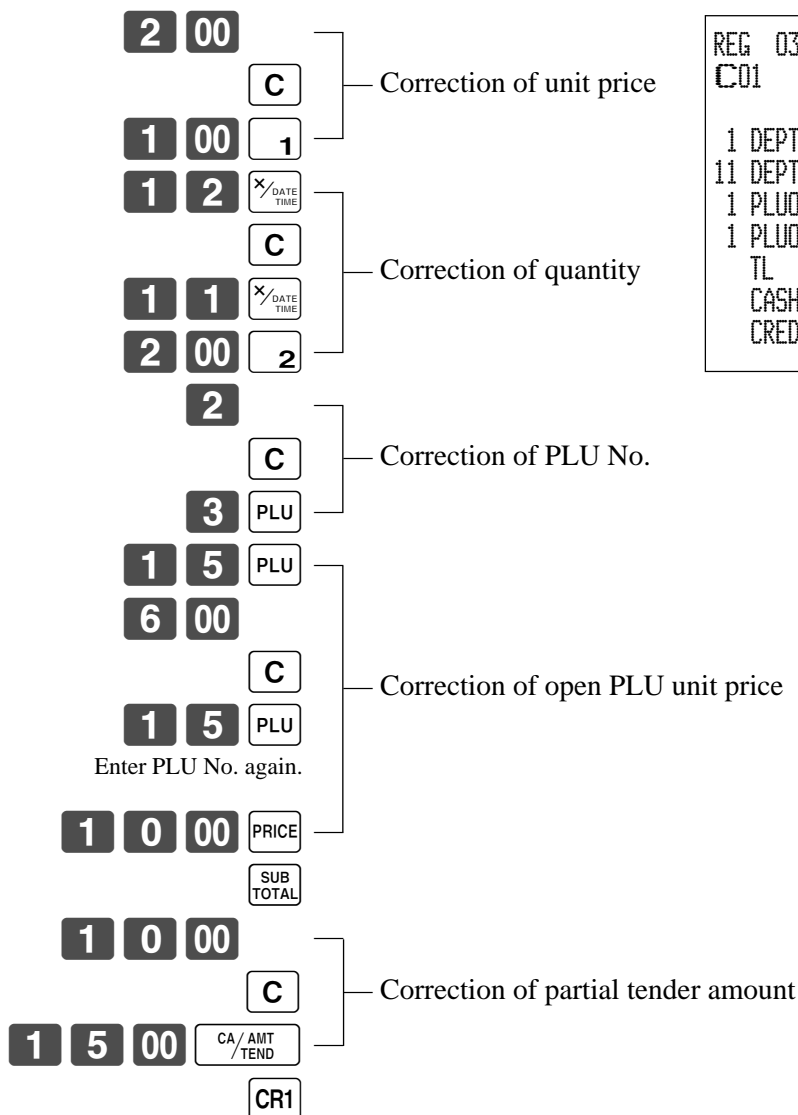 2 00
C
Correction of unit price
1 00 1
1 2 ×/DATE TIME
C
Correction of quantity
1 1 ×/DATE TIME
2 00 2
2
C
Correction of PLU No.
3 PLU
1 5 PLU
6 00
C
Correction of open PLU unit price
1 5 PLU
Enter PLU No. again.
1 0 00 PRICE
SUB TOTAL
1 0 00
C
Correction of partial tender amount
1 5 00 CA/AMT TEND
CR1
REG 03
C01
1 DEPT
11 DEPT
1 PLU0
1 PLU0
TL
CASH
CRED